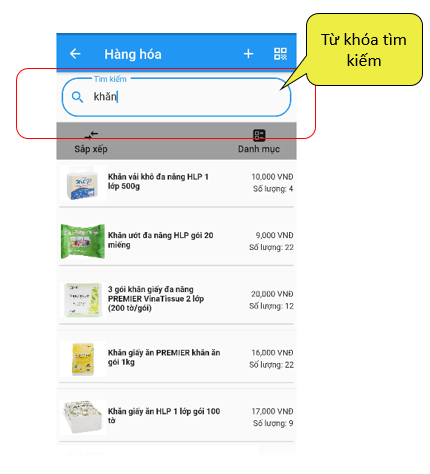 Từ khóa tìm
kiếm
Hàng hóa
Tìm kiếm
khăn
Sắp xếp
Danh mục
Khăn vải khô đa năng HLP 1
lớp 500g
10,000 VNĐ
Số lượng: 4
Khăn ướt đa năng HLP gói 20
miếng
9,000 VNĐ
Số lượng: 22
3 gói khăn giấy đa năng
PREMIER VinaTissue 2 lớp
(200 tờ/gói)
20,000 VNĐ
Số lượng: 12
Khăn giấy ăn PREMIER khăn ăn
gói 1kg
16,000 VNĐ
Số lượng: 22
Khăn giấy ăn HLP 1 lớp gói 100
tờ
17,000 VNĐ
Số lượng: 9